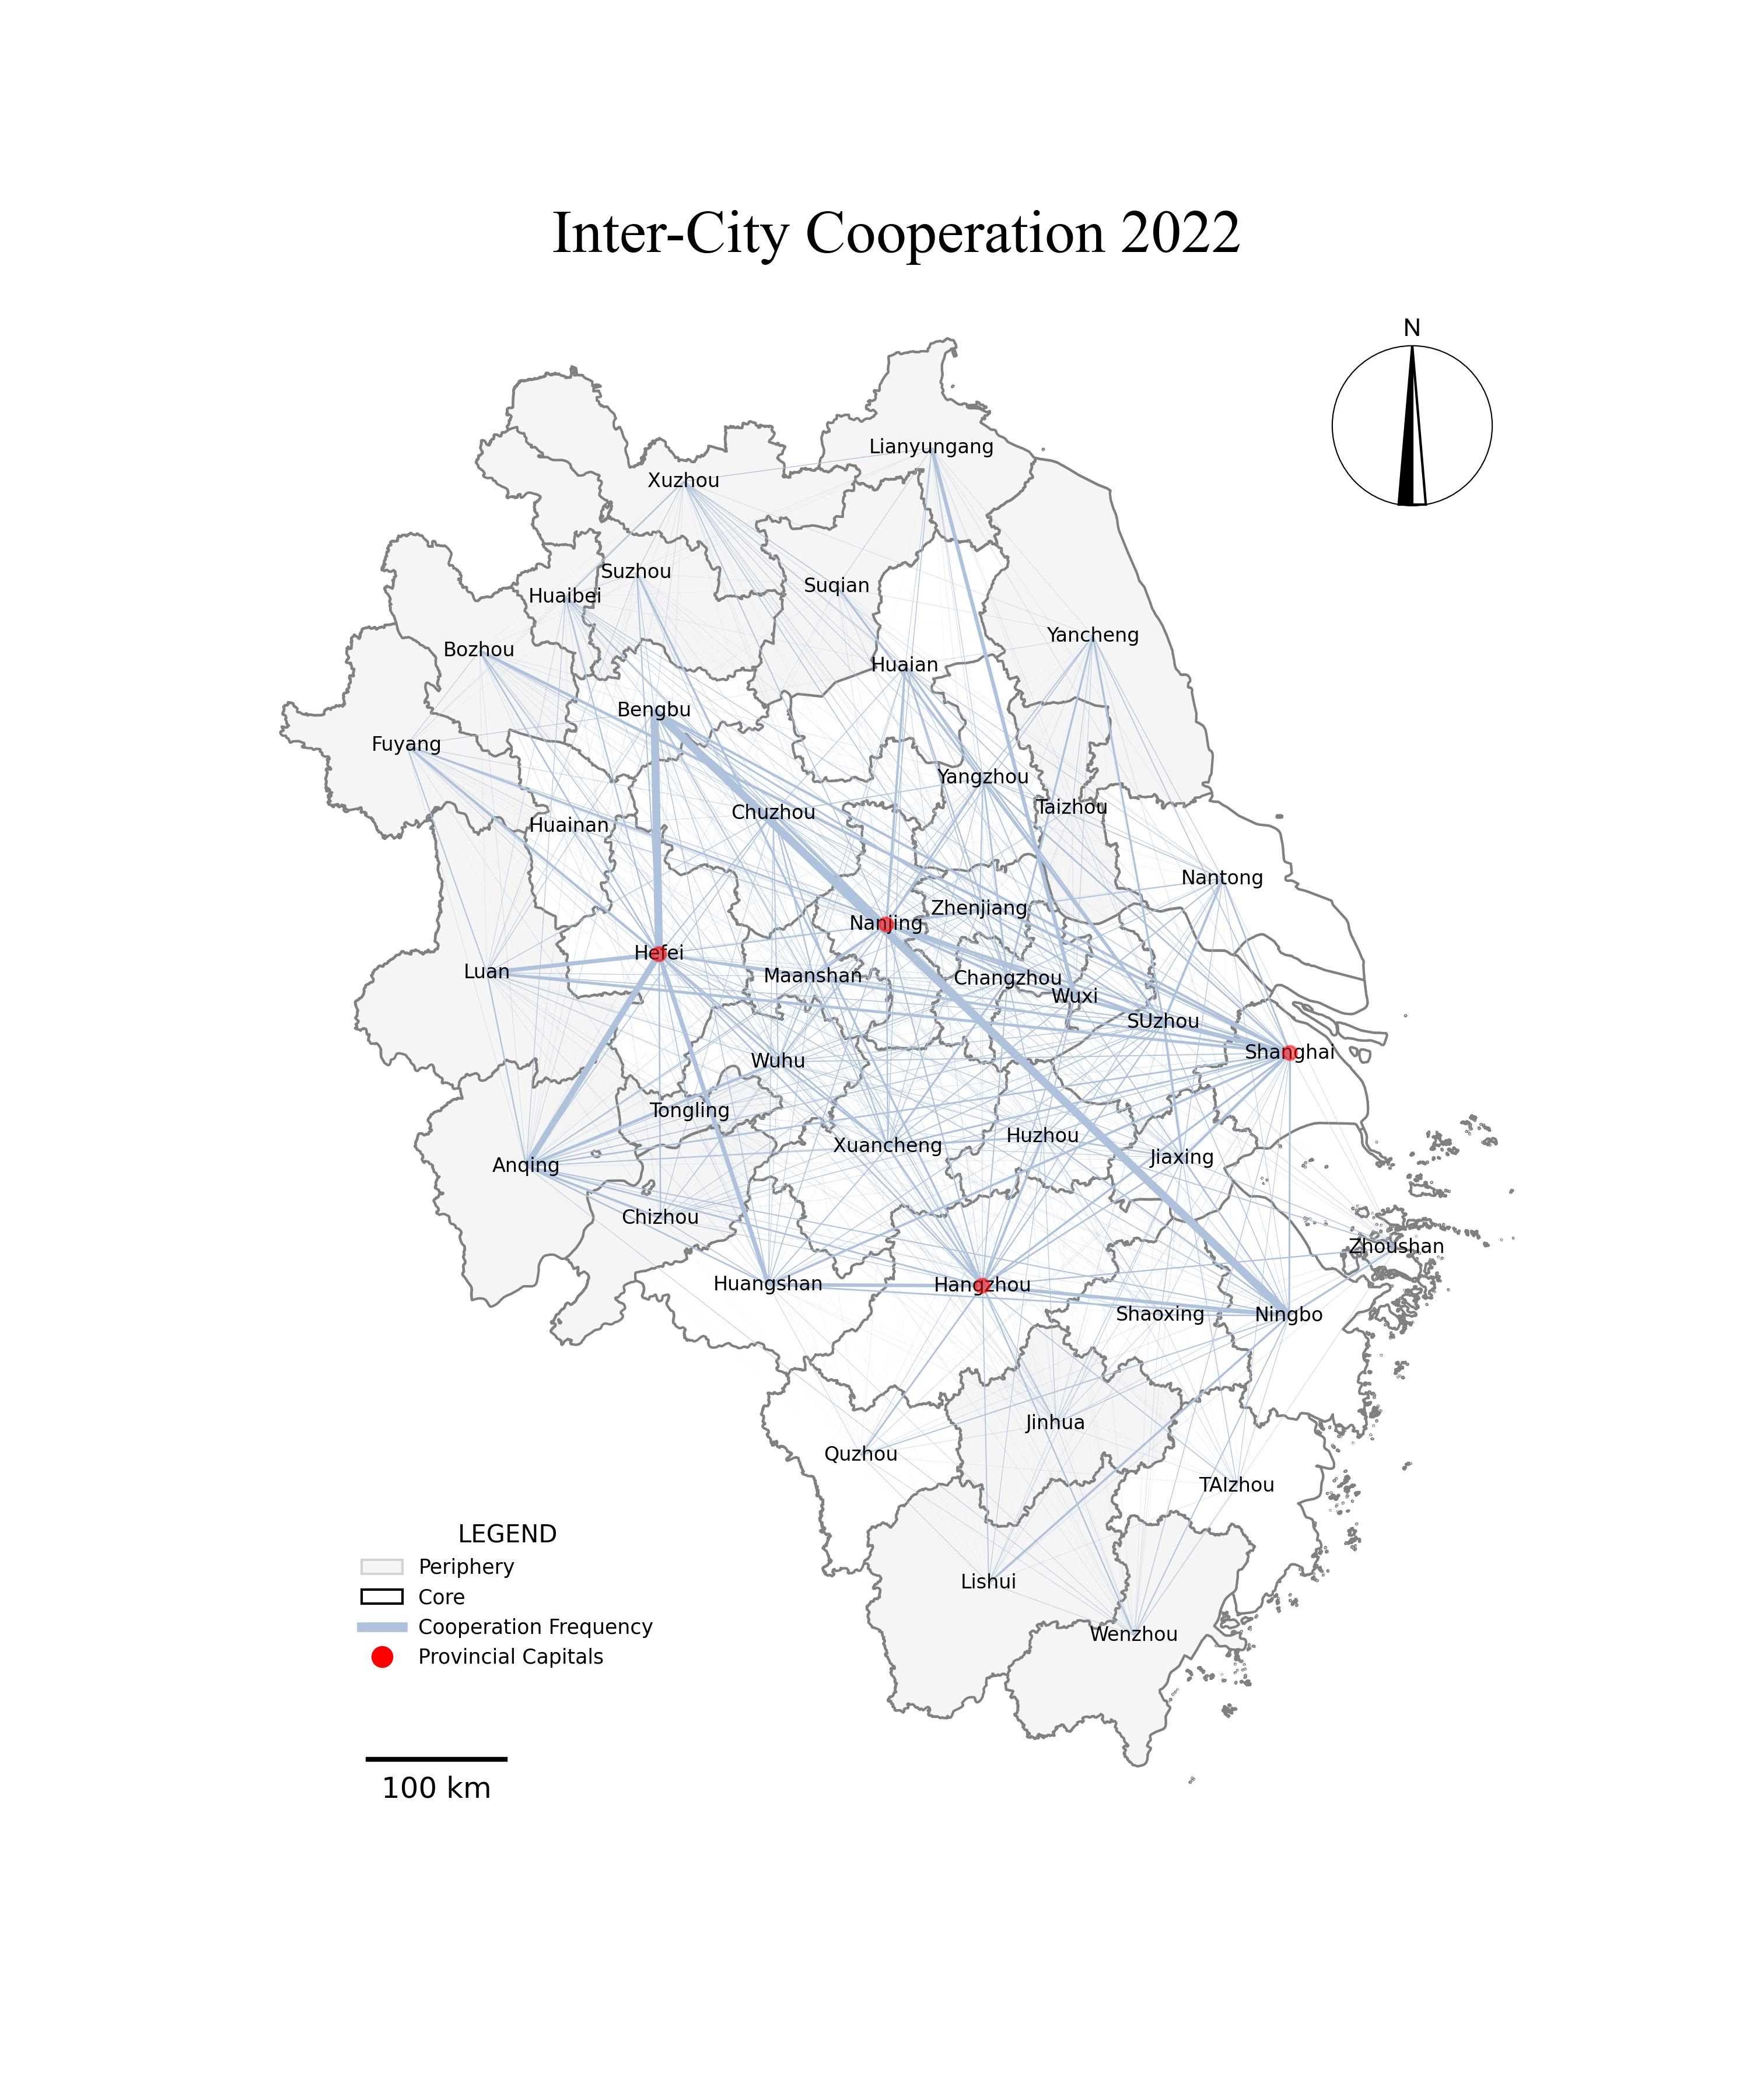 Inter-City Cooperation 2022
N
Lianyungang
Xuzhou
Suzhou
Suqian
Huaibei
Yancheng
Bozhou
Huaian
Bengbu
Fuyang
Yangzhou
Taizhou
Chuzhou
Huainan
Nantong
Zhenjiang
Nanjing
Hefei
Luan
Maanshan
Changzhou
Wuxi
SUzhou
Shanghai
Wuhu
Tongling
Huzhou
Xuancheng
Jiaxing
Anqing
Chizhou
Zhoushan
Huangshan
Hangzhou
Shaoxing
Ningbo
Jinhua
Quzhou
TAIzhou
Lishui
Wenzhou
LEGEND
Periphery
Core
Cooperation Frequency
Provincial Capitals
100 km